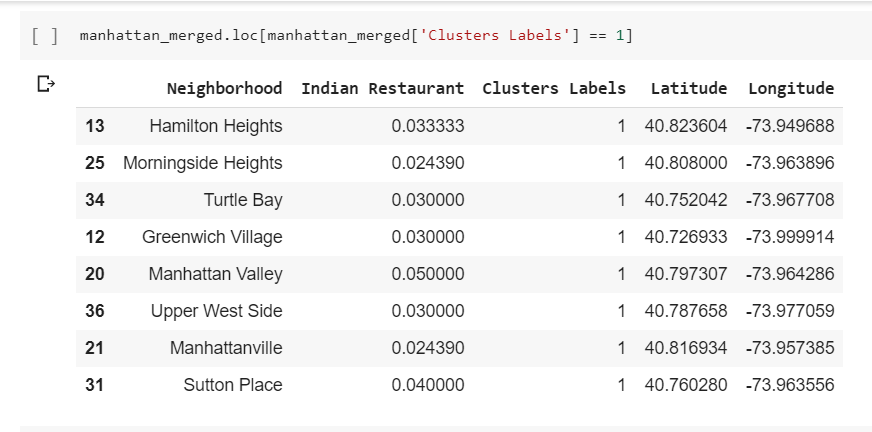 [ ] manhattan_merged.loc[manhattan_merged['Clusters Labels'] == 1]
Neighborhood Indian Restaurant Clusters Labels Latitude Longitude
13 Hamilton Heights 0.033333 1 40.823604 -73.949688
25 Morningside Heights 0.024390 1 40.808000 -73.963896
34 Turtle Bay 0.030000 1 40.752042 -73.967708
12 Greenwich Village 0.030000 1 40.726933 -73.999914
20 Manhattan Valley 0.050000 1 40.797307 -73.964286
36 Upper West Side 0.030000 1 40.787658 -73.977059
21 Manhattanville 0.024390 1 40.816934 -73.957385
31 Sutton Place 0.040000 1 40.760280 -73.963556